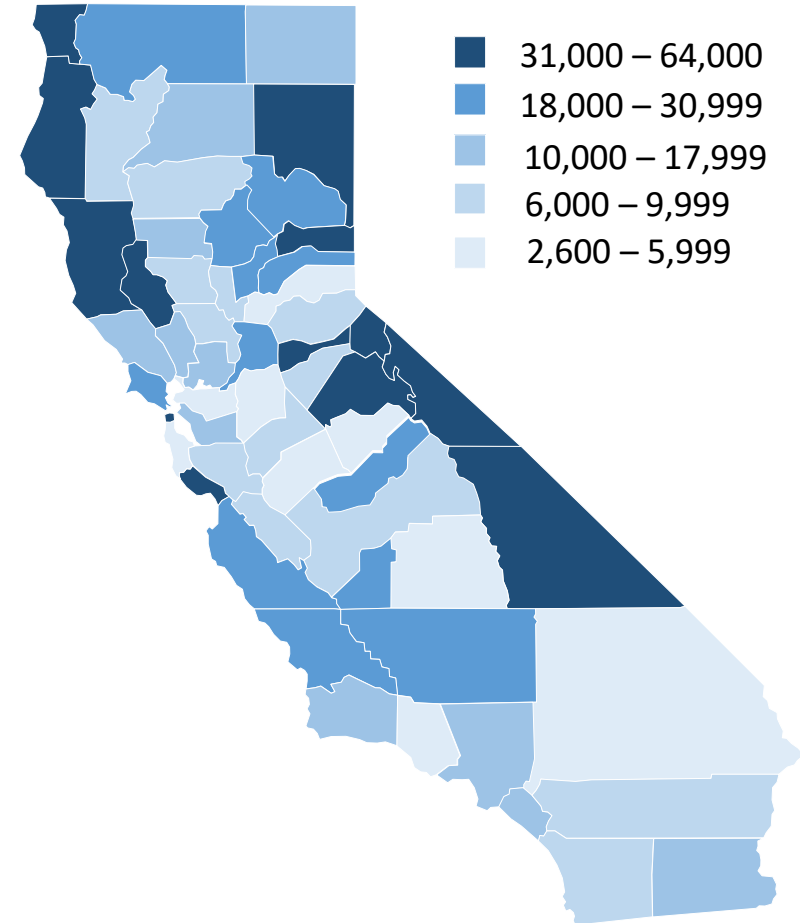 31,000 – 64,000
18,000 – 30,999
10,000 – 17,999
6,000 – 9,999
2,600 – 5,999